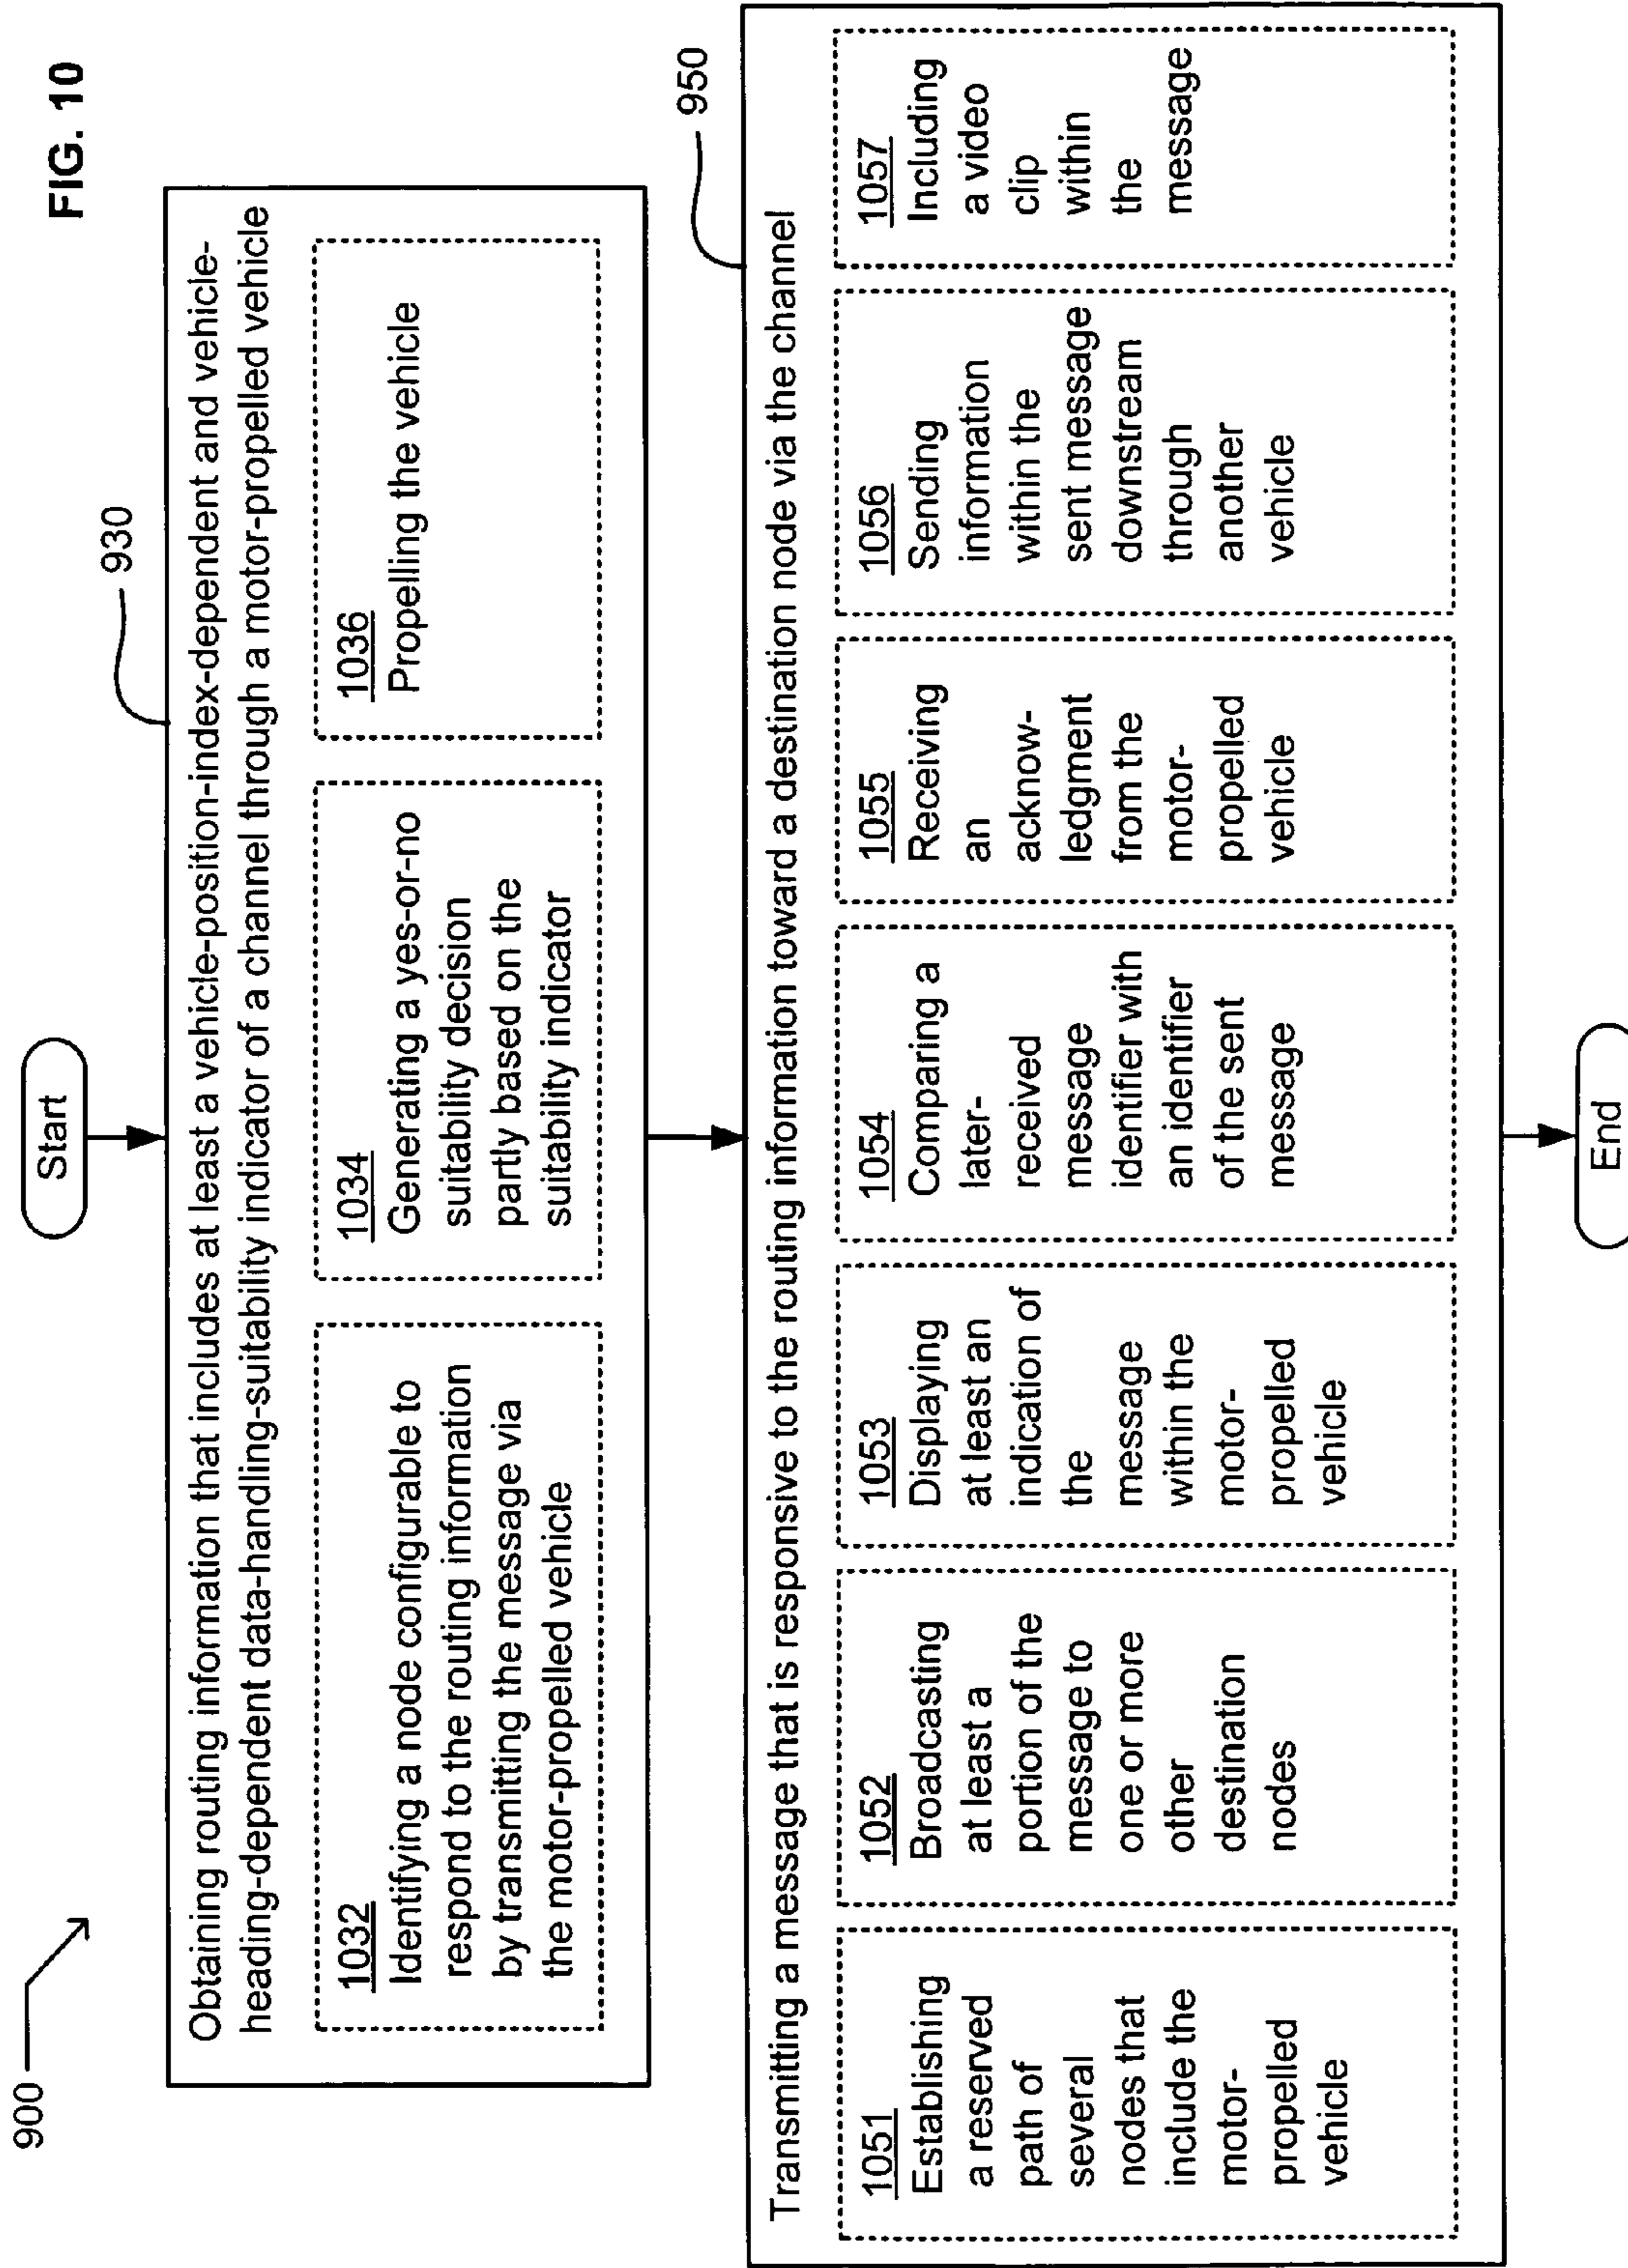 FIG. 10
900
Start
930
Obtaining routing information that includes at least a vehicle-position-index-dependent and vehicle-
heading-dependent data-handling-suitability indicator of a channel through a motor-propelled vehicle
1032
Identifying a node configurable to
respond to the routing information
by transmitting the message via
the motor-propelled vehicle
1034
Generating a yes-or-no
suitability decision
partly based on the
suitability indicator
1036
Propelling the vehicle
950
Transmitting a message that is responsive to the routing information toward a destination node via the channel
1051
Establishing
a reserved
path of
several
nodes that
include the
motor-
propelled
vehicle
1052
Broadcasting
at least a
portion of the
message to
one or more
other
destination
nodes
1053
Displaying
at least an
indication of
the
message
within the
motor-
propelled
vehicle
1054
Comparing a
later-
received
message
identifier with
an identifier
of the sent
message
1055
Receiving
an
acknow-
ledgment
from the
motor-
propelled
vehicle
1056
Sending
information
within the
sent message
downstream
through
another
vehicle
1057
Including
a video
clip
within
the
message
End